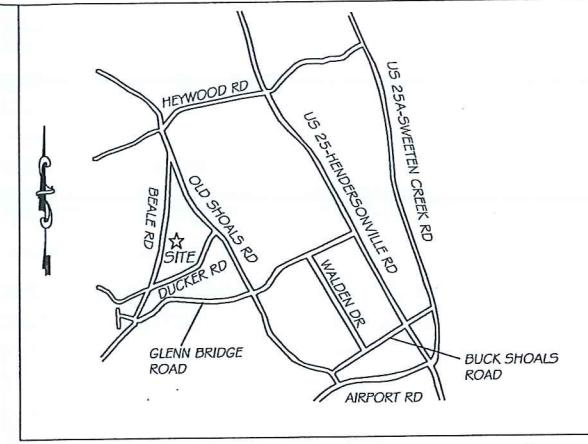 HEYWOOD RD
US 25A-SWEETEN CREEK RD
US 25-HENDERSONVILLE RD
OLD SHOALS RD
BEALE RD
SITE
DUCKER RD
WALDEN DR
GLENN BRIDGE
ROAD
BUCK SHOALS
ROAD
AIRPORT RD